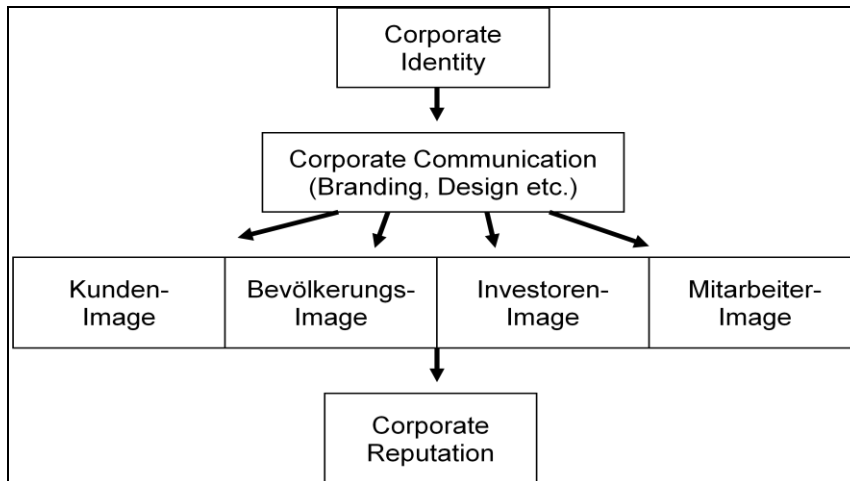 Corporate
Identity
Corporate Communication
(Branding, Design etc.)
Kunden-
Image
Bevölkerungs-
Image
Investoren-
Image
Mitarbeiter-
Image
Corporate
Reputation